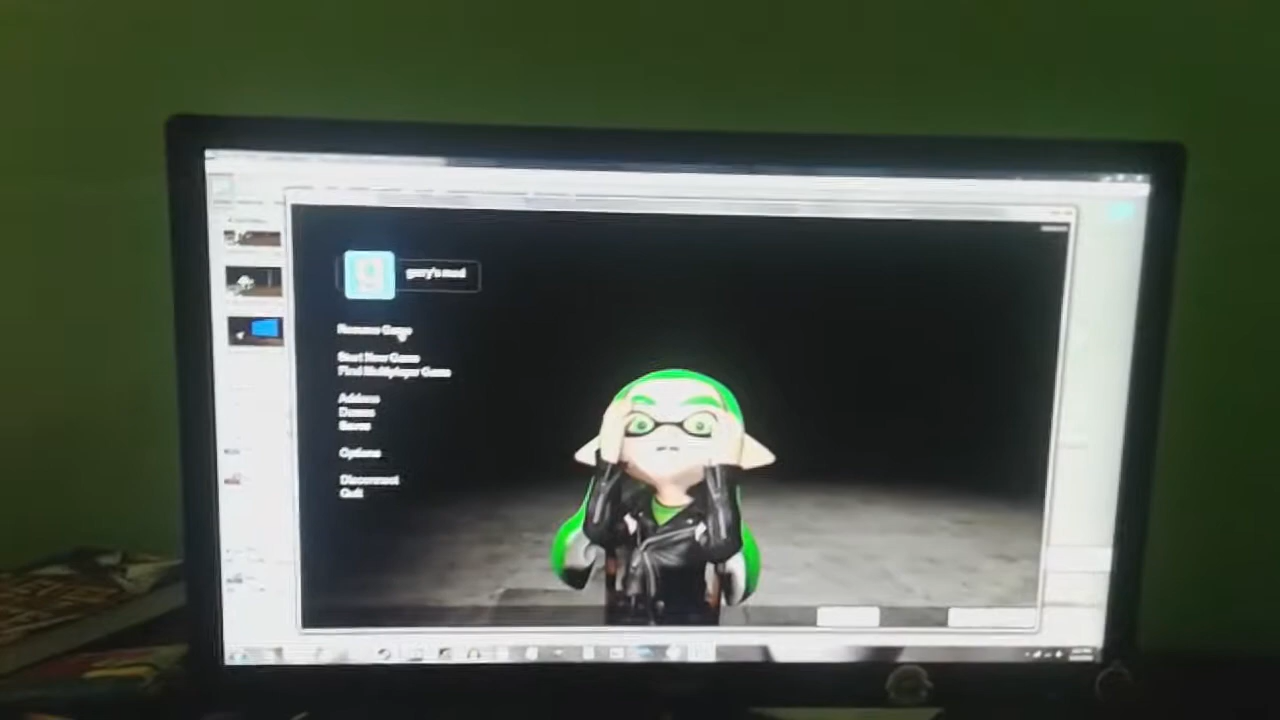 g
garry's mod
Resume Game
Start New Game
Find Multiplayer Game
Addons
Demos
Saves
Options
Disconnect
Quit